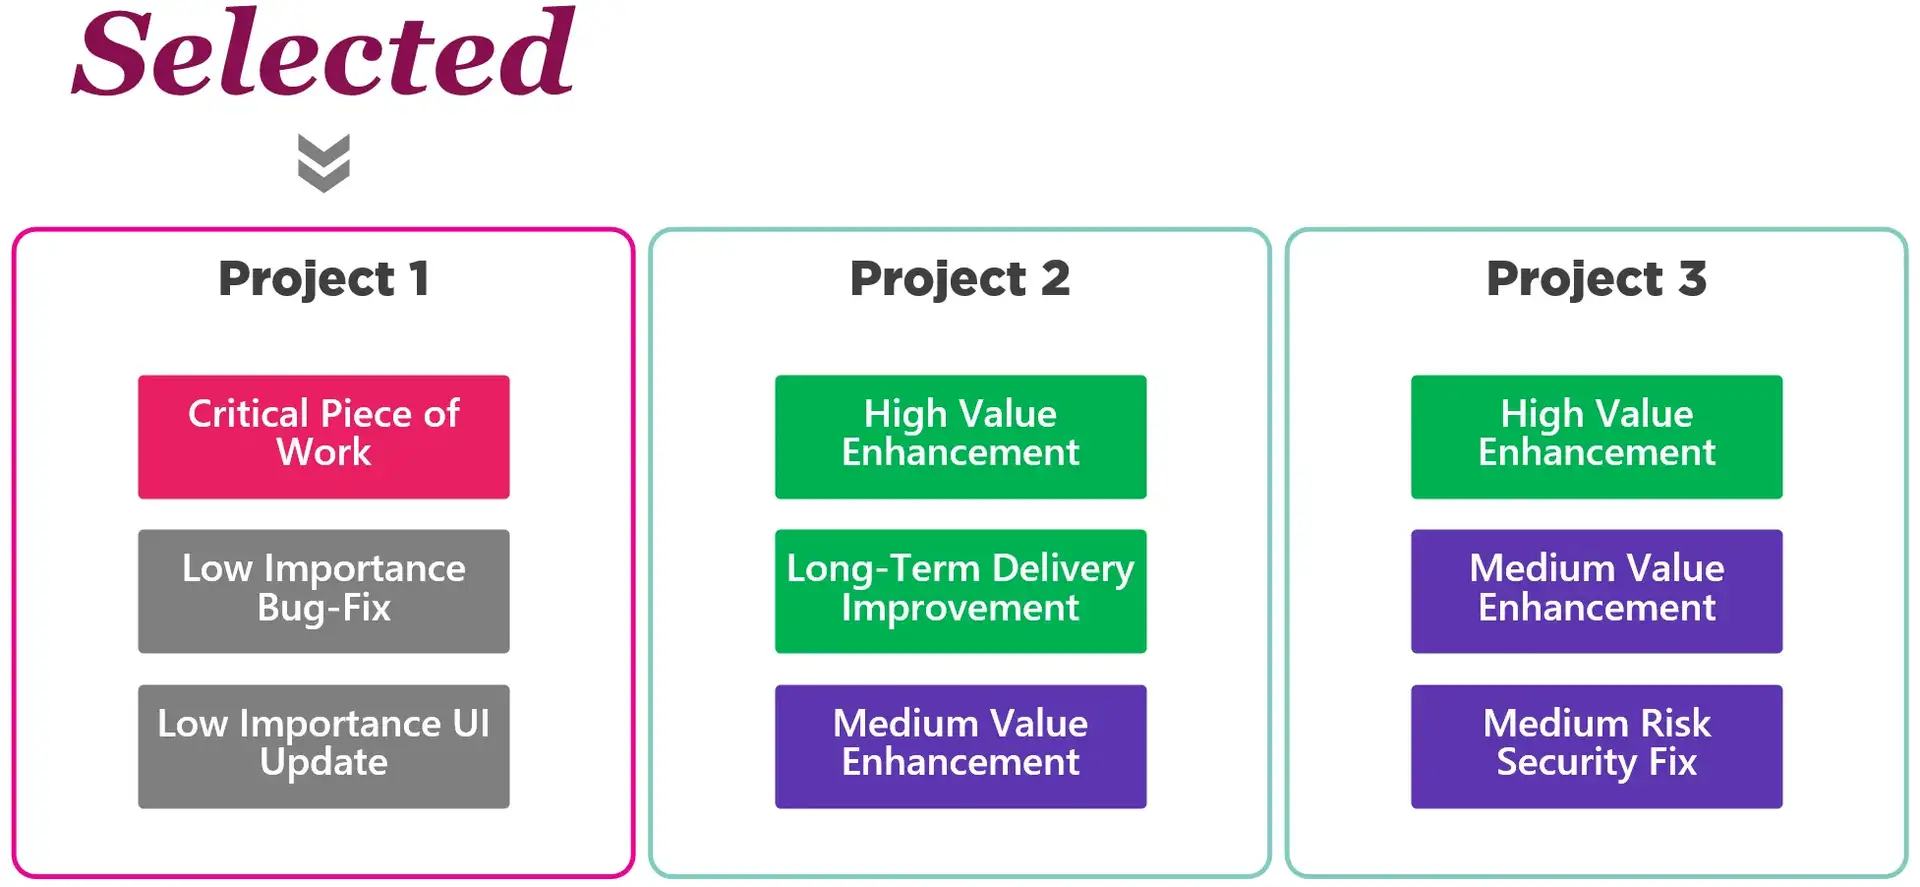 Selected
Project 1
Critical Piece of
Work
Low Importance
Bug-Fix
Low Importance UI
Update
Project 2
High Value
Enhancement
Long-Term Delivery
Improvement
Medium Value
Enhancement
Project 3
High Value
Enhancement
Medium Value
Enhancement
Medium Risk
Security Fix